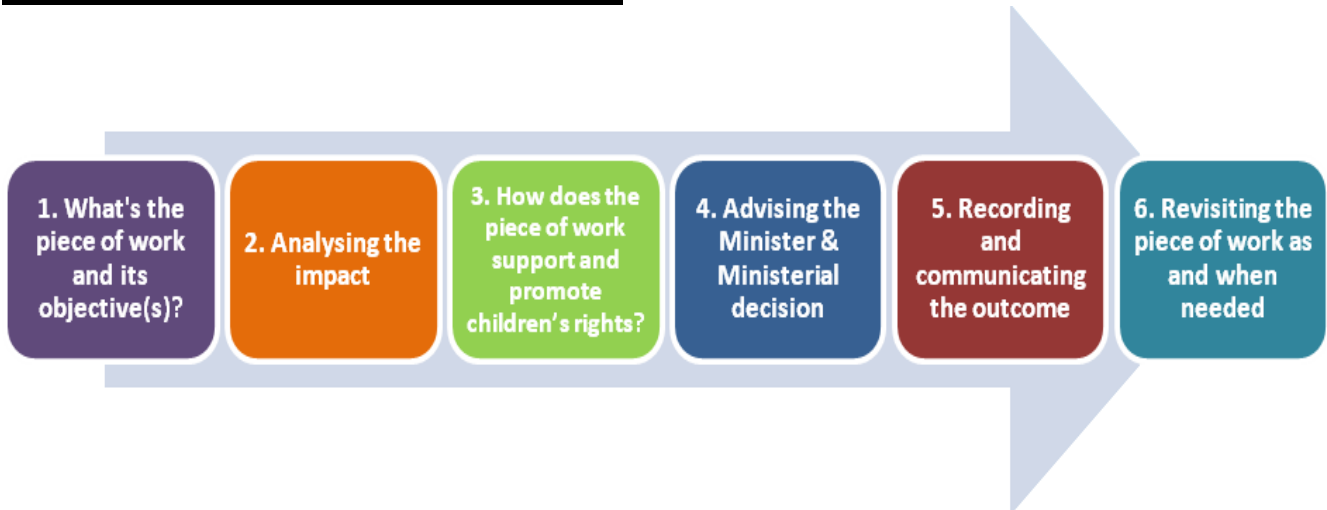 1. What's the
piece of work
and its
objective(s)?
2. Analysing the
impact
3. How does the
piece of work
support and
promote
children’s rights?
4. Advising the
Minister &
Ministerial
decision
5. Recording
and
communicating
the outcome
6. Revisiting the
piece of work as
and when
needed